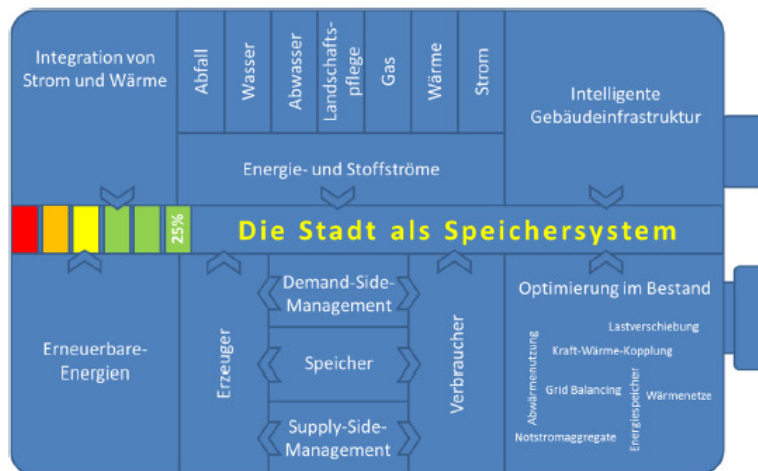 Integration von
Strom und Wärme
Abfall
Wasser
Abwasser
Landschafts-
pflege
Gas
Wärme
Strom
Intelligente
Gebäudeinfrastruktur
Energie- und Stoffströme
25%
Die Stadt als Speichersystem
Erneuerbare-
Energien
Erzeuger
Demand-Side-
Management
Speicher
Supply-Side-
Management
Verbraucher
Optimierung im Bestand
Lastverschiebung
Abwärmenutzung
Kraft-Wärme-Kopplung
Grid Balancing
Energiespeicher
Wärmenetze
Notstromaggregate